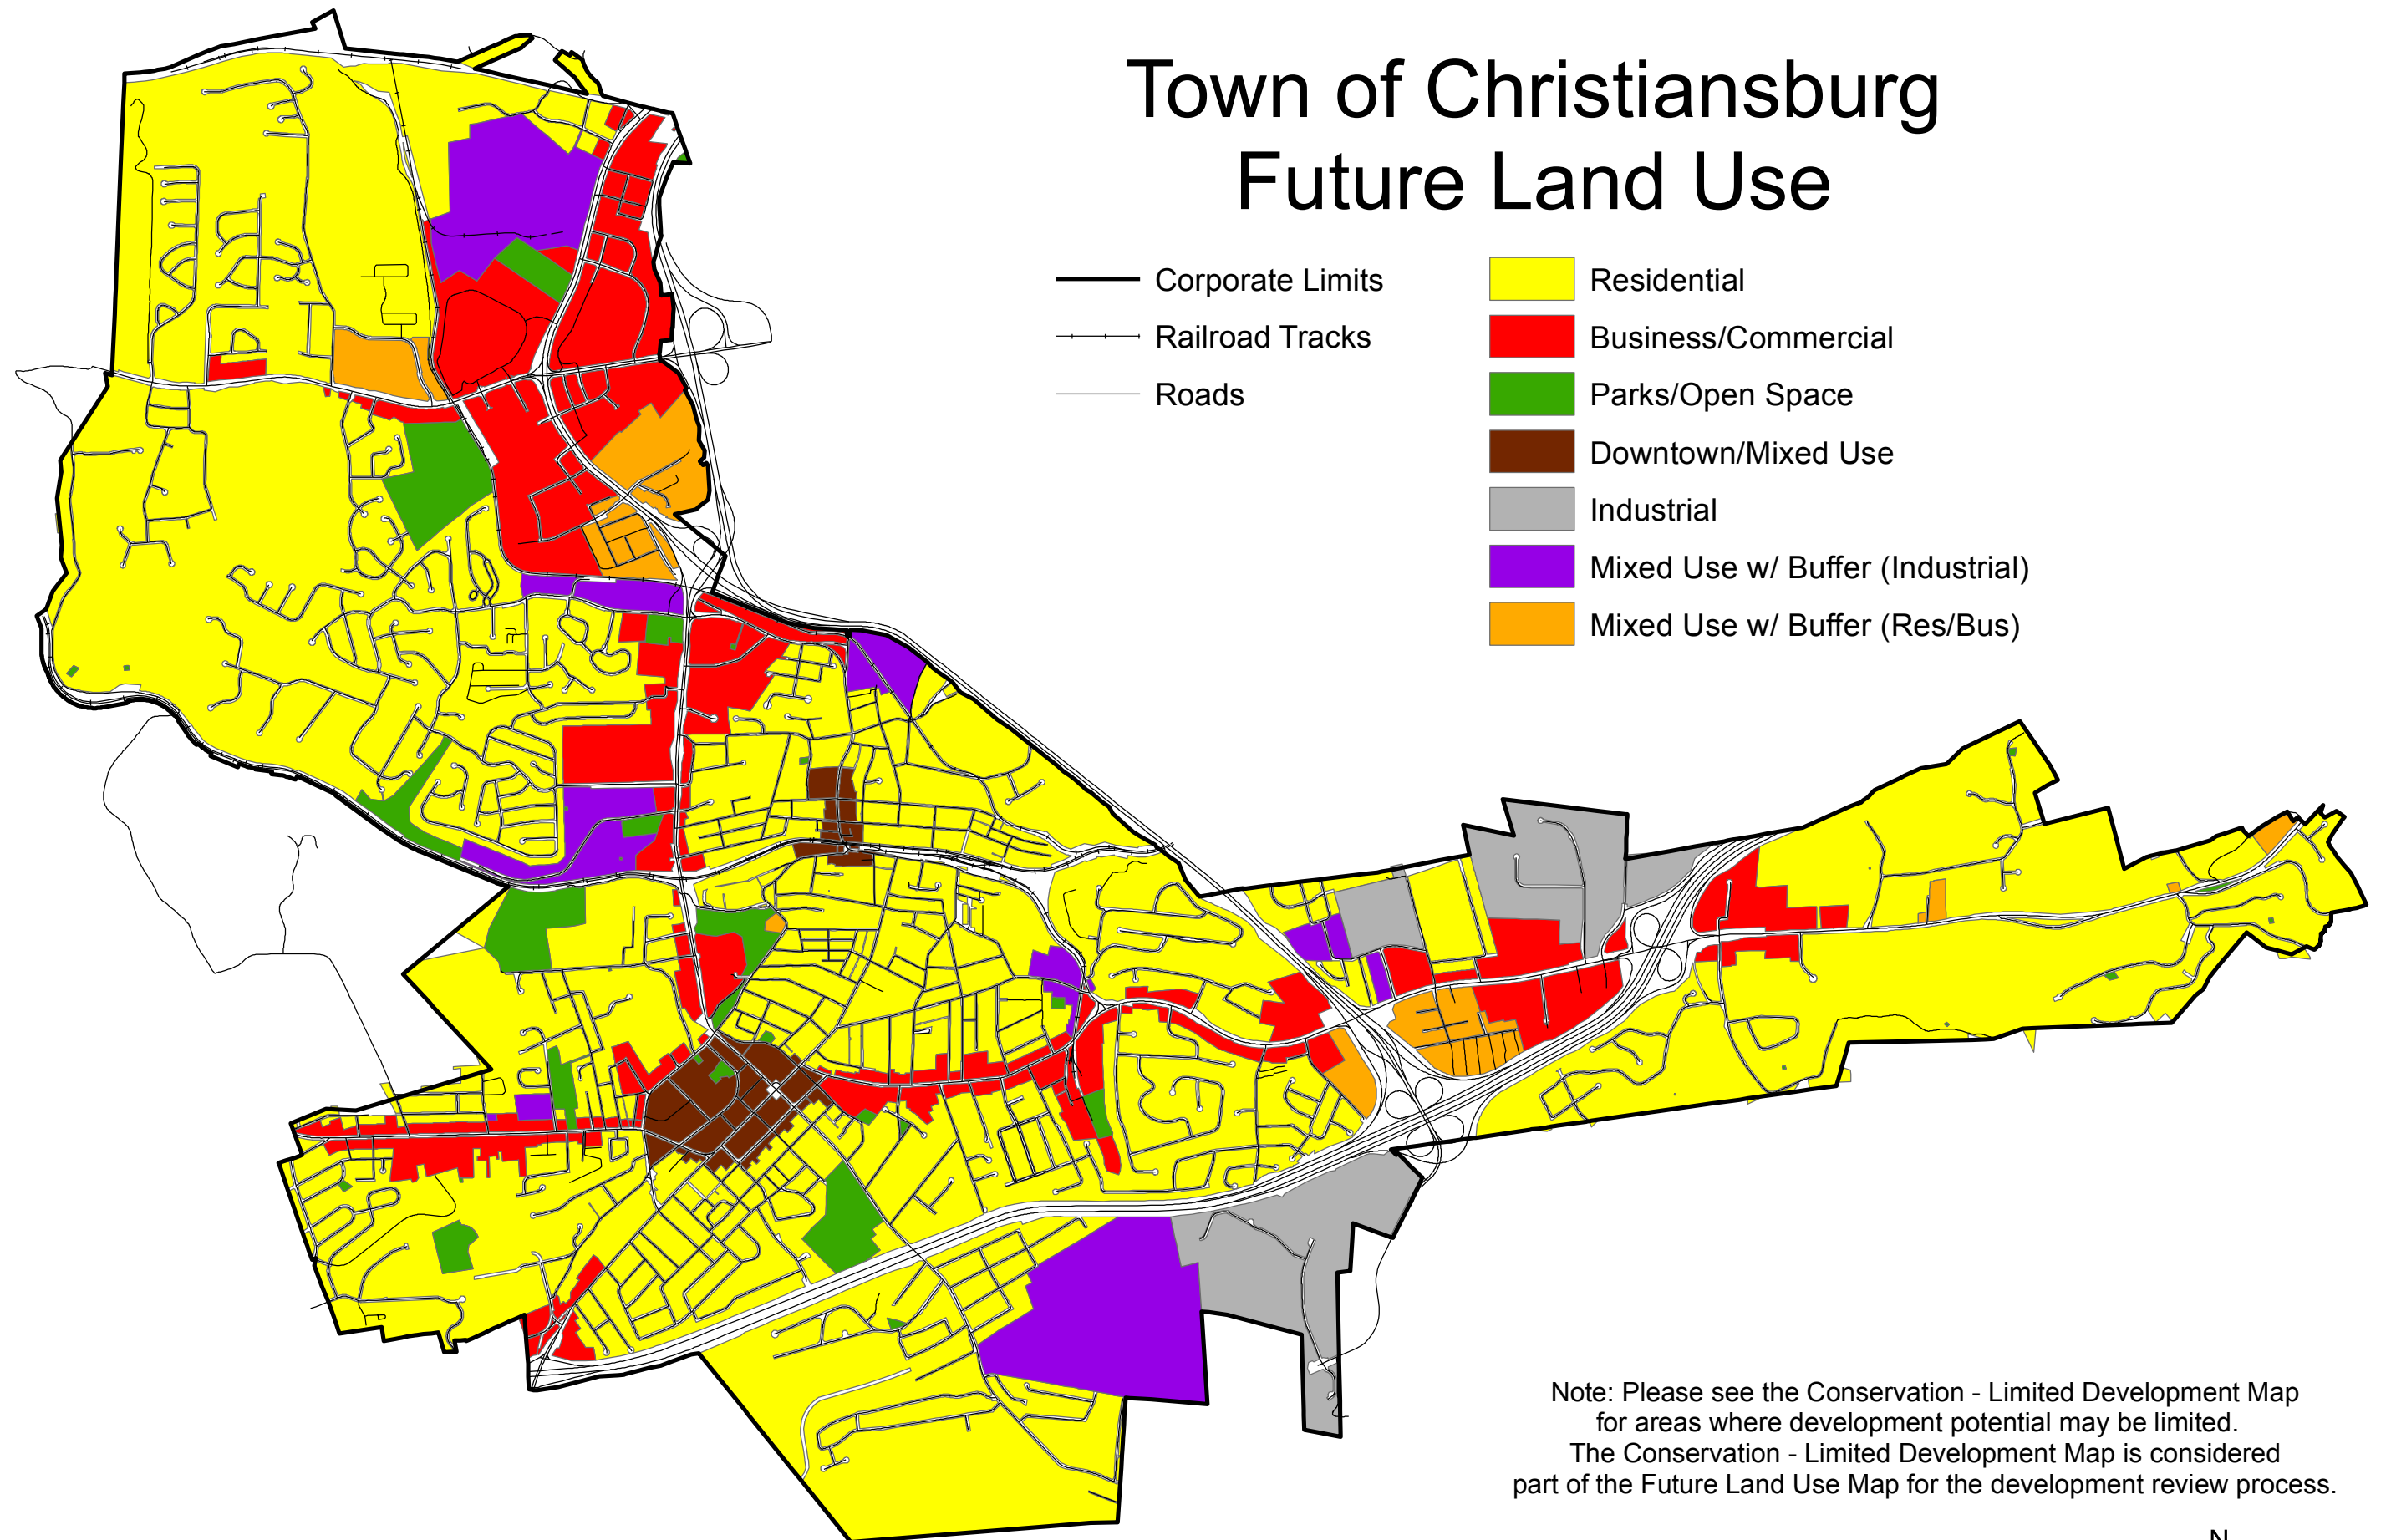 Town of Christiansburg
Future Land Use
Corporate Limits
Railroad Tracks
Roads
Residential
Business/Commercial
Parks/Open Space
Downtown/Mixed Use
Industrial
Mixed Use w/ Buffer (Industrial)
Mixed Use w/ Buffer (Res/Bus)
Note: Please see the Conservation - Limited Development Map
for areas where development potential may be limited.
The Conservation - Limited Development Map is considered
part of the Future Land Use Map for the development review process.
N